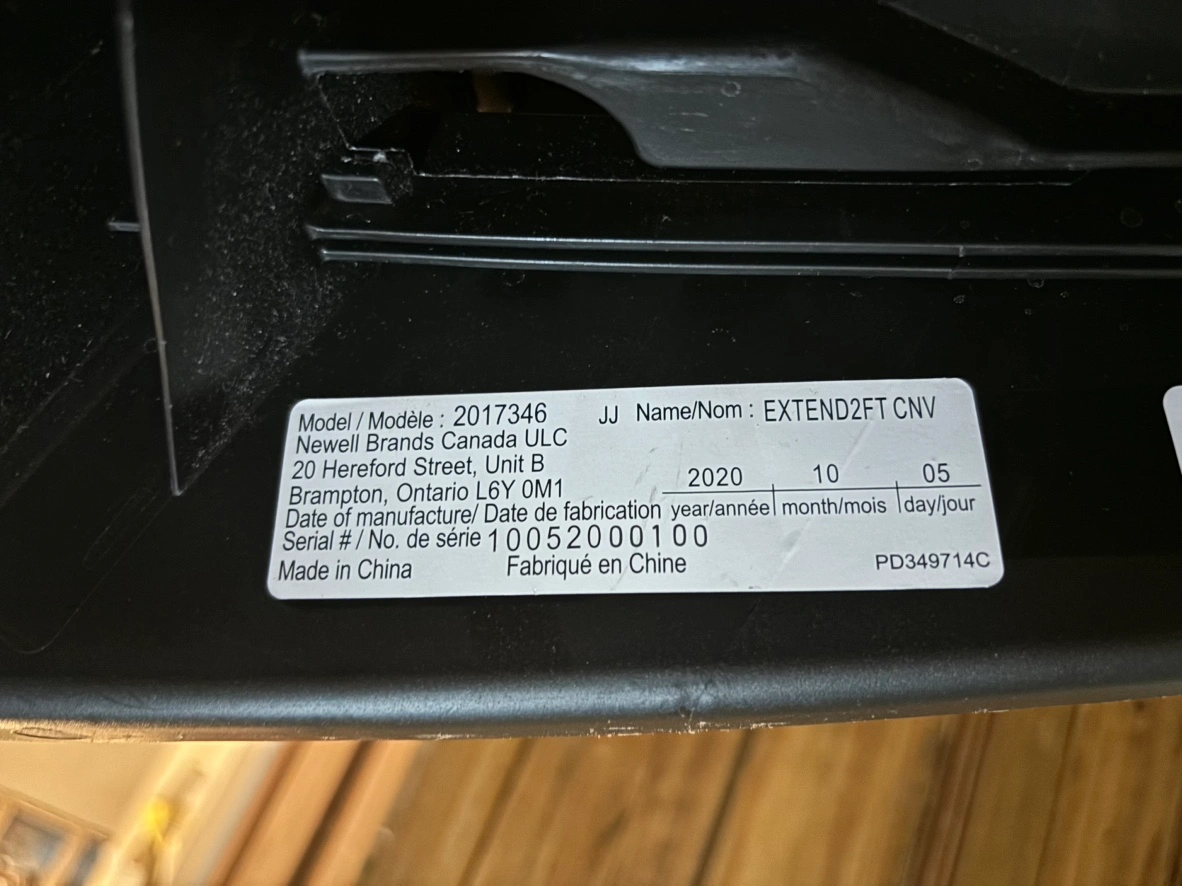 Model / Modèle : 2017346 JJ Name/Nom : EXTEND2FT CNV
Newell Brands Canada ULC
20 Hereford Street, Unit B
Brampton, Ontario L6Y 0M1 2020 10 05
Date of manufacture/ Date de fabrication year/année month/mois day/jour
Serial # / No. de série 10052000100
Made in China Fabriqué en Chine PD349714C